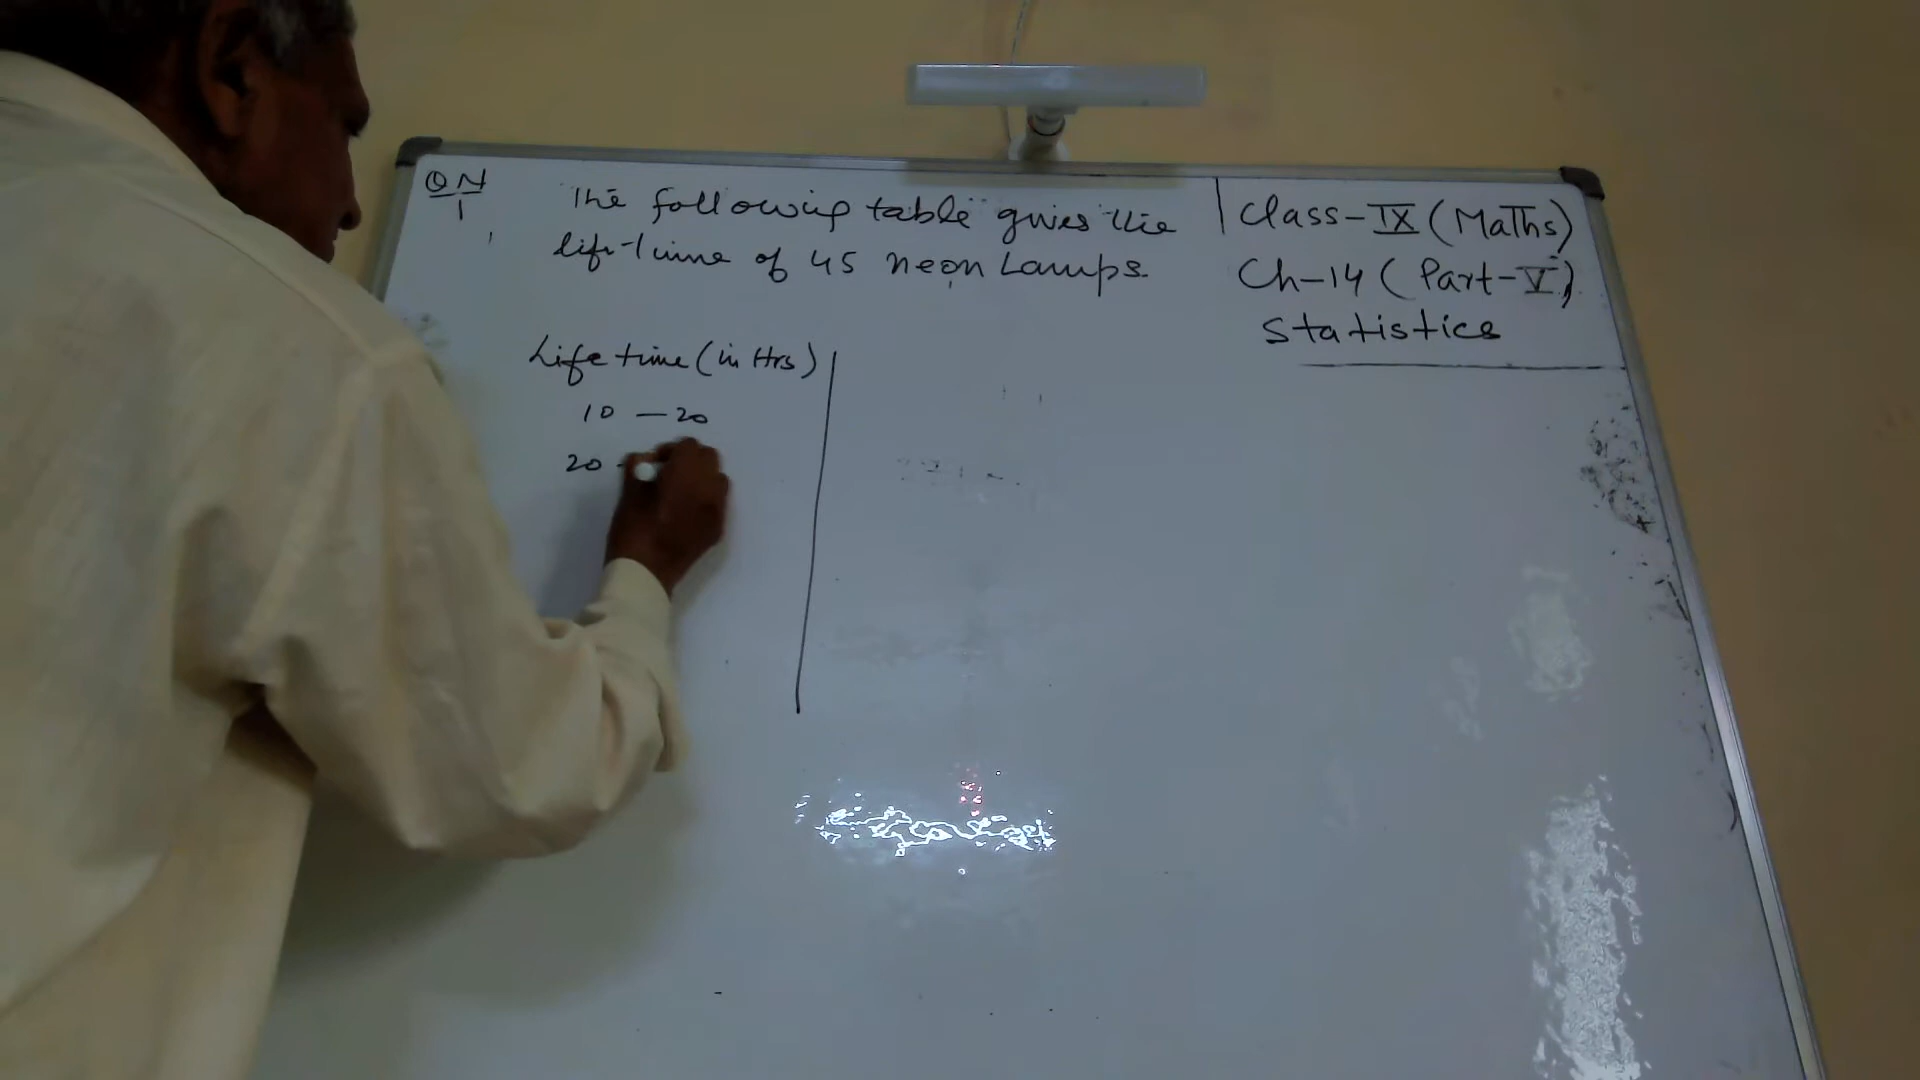 QN
1
The following table gives the
life-time of 45 neon Lamps.
Class-IX (Maths)
Ch-14 (Part-V)
Statistics
Life time (in Hrs)
10 — 20
20 -